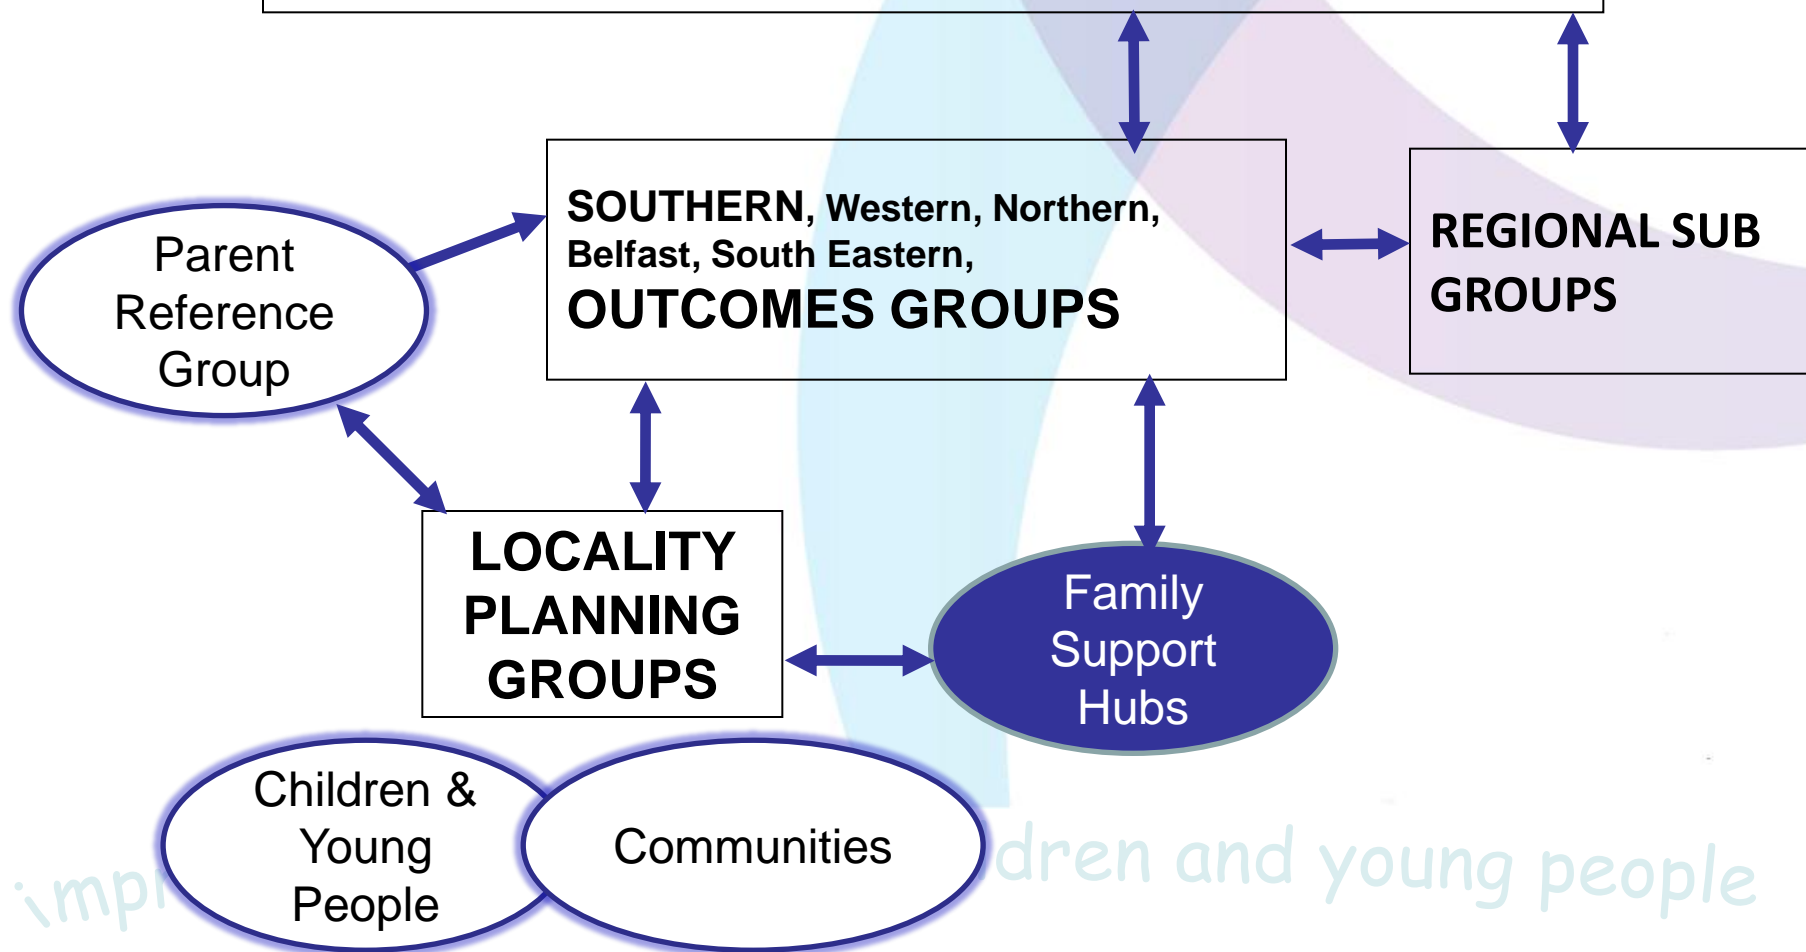 SOUTHERN, Western, Northern,
Belfast, South Eastern,
OUTCOMES GROUPS
REGIONAL SUB
GROUPS
Parent
Reference
Group
LOCALITY
PLANNING
GROUPS
Family
Support
Hubs
Children &
Young
People
Communities
and young people